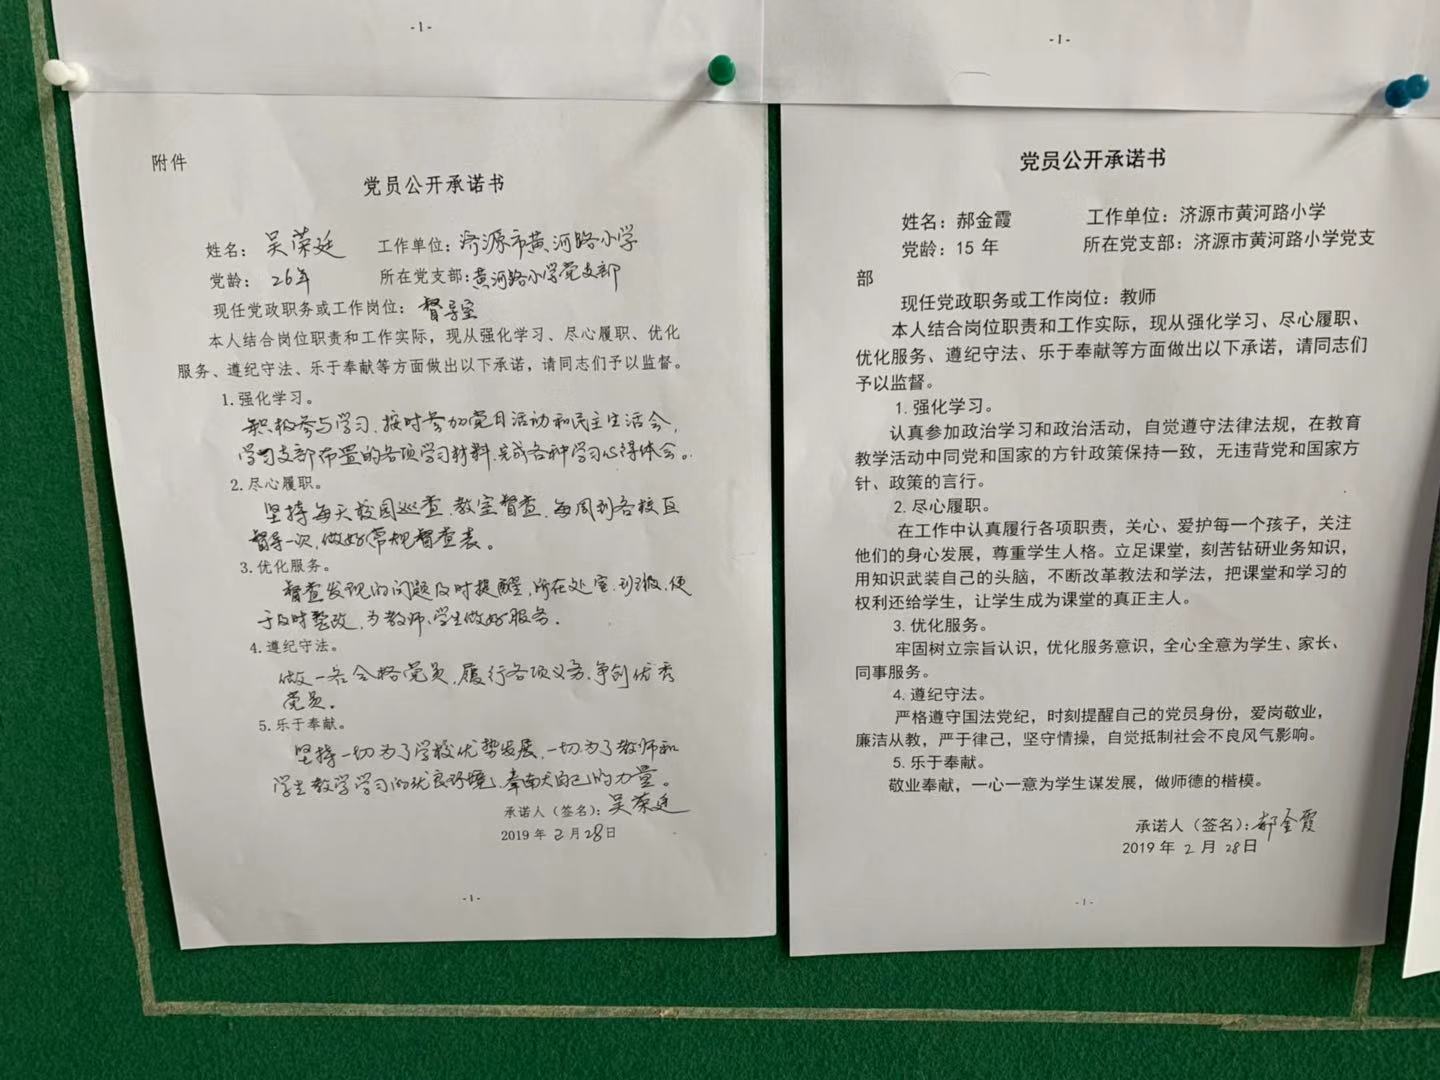 -1-
-1-
附件
党员公开承诺书
姓名：吴荣廷 工作单位：济源市黄河路小学
党龄：26年 所在党支部：黄河路小学党支部
现任党政职务或工作岗位：督导室
本人结合岗位职责和工作实际，现从强化学习、尽心履职、优化
服务、遵纪守法、乐于奉献等方面做出以下承诺，请同志们予以监督。
1.强化学习。
积极参与学习，按时参加党日活动和民主生活会，
学习支部布置的各项学习材料，完成各种学习心得体会。
2.尽心履职。
坚持每天校园巡查、教室督查，每周到各校区
督导一次，做好常规督查表。
3.优化服务。
督查发现的问题及时提醒，所在处室、班级，便
于及时整改，为教师、学生做好服务。
4.遵纪守法。
做一名合格党员，履行各项义务，争创优秀
党员。
5.乐于奉献。
坚持一切为了学校优势发展，一切为了教师和
学生教学学习的优良环境，奉献自己的力量。
承诺人（签名）：吴荣廷
2019年2月28日
-1-
党员公开承诺书
姓名：郝金霞 工作单位：济源市黄河路小学
党龄：15年 所在党支部：济源市黄河路小学党支
部
现任党政职务或工作岗位：教师
本人结合岗位职责和工作实际，现从强化学习、尽心履职、
优化服务、遵纪守法、乐于奉献等方面做出以下承诺，请同志们
予以监督。
1.强化学习。
认真参加政治学习和政治活动，自觉遵守法律法规，在教育
教学活动中同党和国家的方针政策保持一致，无违背党和国家方
针、政策的言行。
2.尽心履职。
在工作中认真履行各项职责，关心、爱护每一个孩子，关注
他们的身心发展，尊重学生人格。立足课堂，刻苦钻研业务知识，
用知识武装自己的头脑，不断改革教法和学法，把课堂和学习的
权利还给学生，让学生成为课堂的真正主人。
3.优化服务。
牢固树立宗旨认识，优化服务意识，全心全意为学生、家长、
同事服务。
4.遵纪守法。
严格遵守国法党纪，时刻提醒自己的党员身份，爱岗敬业，
廉洁从教，严于律己，坚守情操，自觉抵制社会不良风气影响。
5.乐于奉献。
敬业奉献，一心一意为学生谋发展，做师德的楷模。
承诺人（签名）：郝金霞
2019年2月28日
-1-